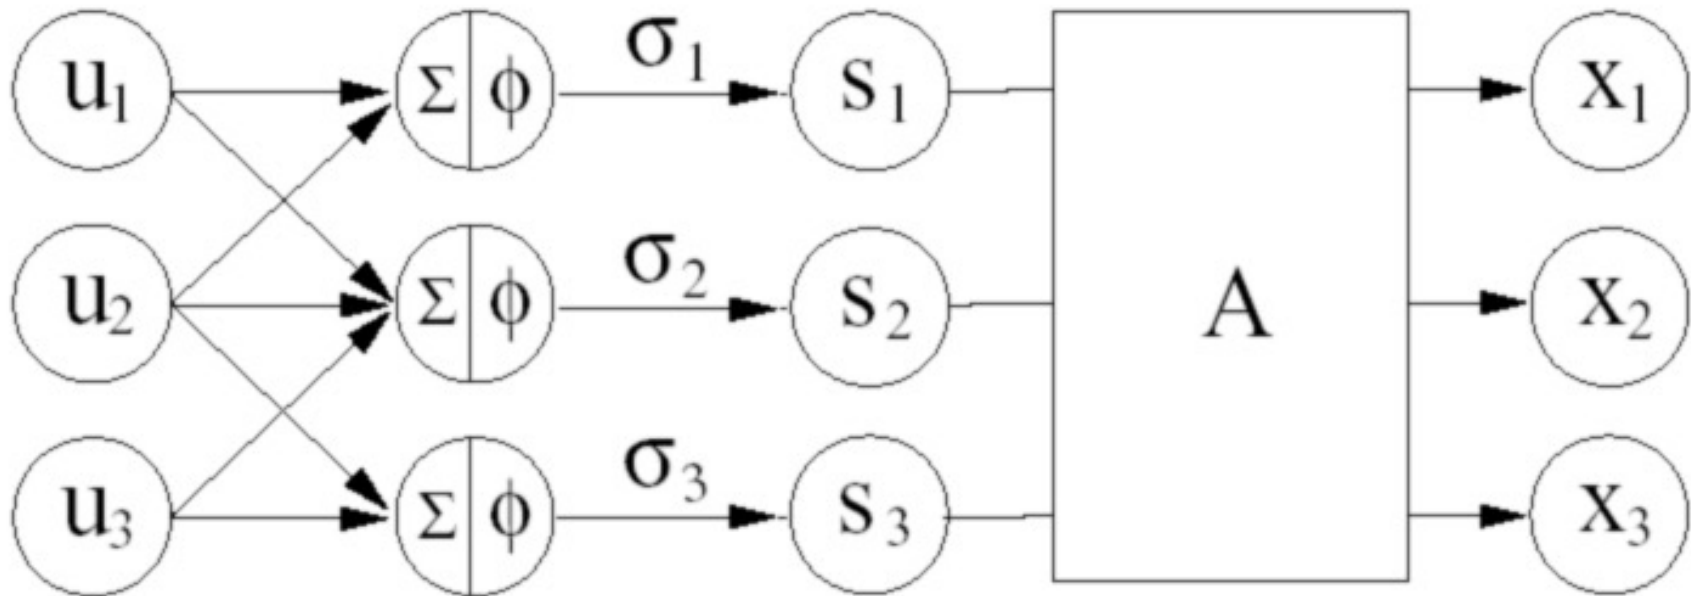 u₁ Σ ϕ σ₁ S₁ X₁
u₂ Σ ϕ σ₂ S₂ A X₂
u₃ Σ ϕ σ₃ S₃ X₃